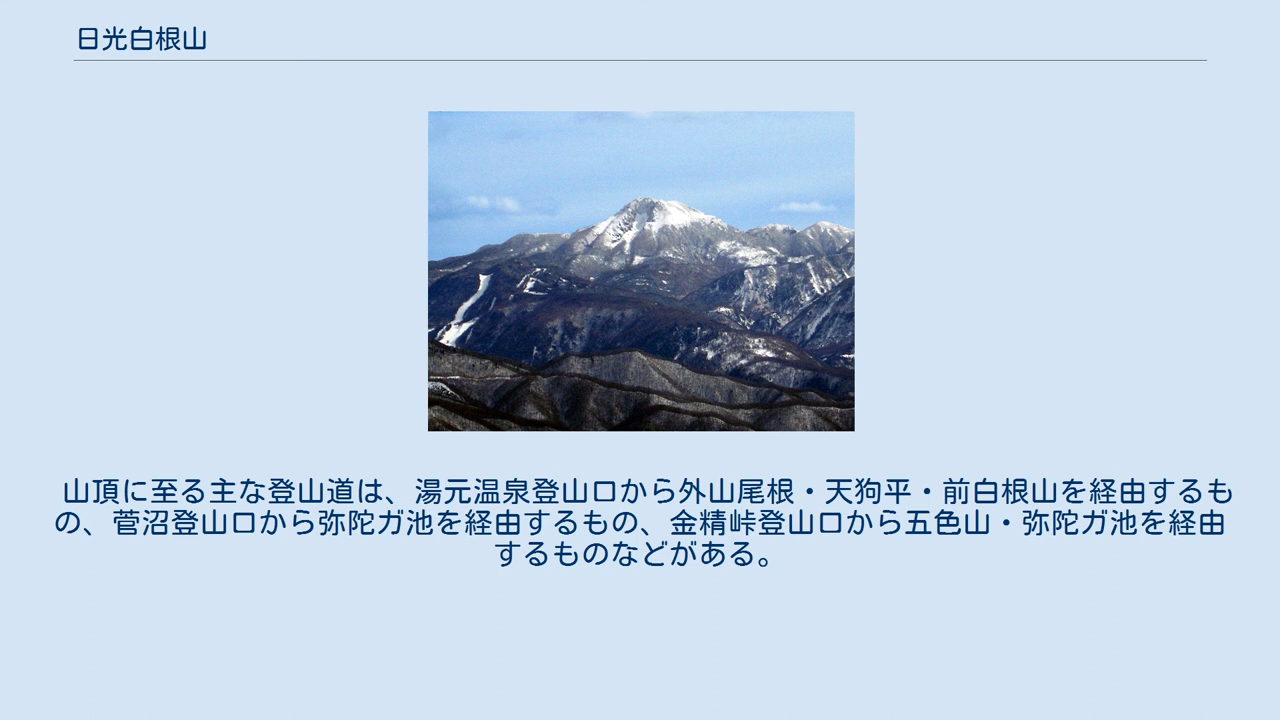 日光白根山
山頂に至る主な登山道は、湯元温泉登山口から外山尾根・天狗平・前白根山を経由するも
の、菅沼登山口から弥陀ガ池を経由するもの、金精峠登山口から五色山・弥陀ガ池を経由
するものなどがある。